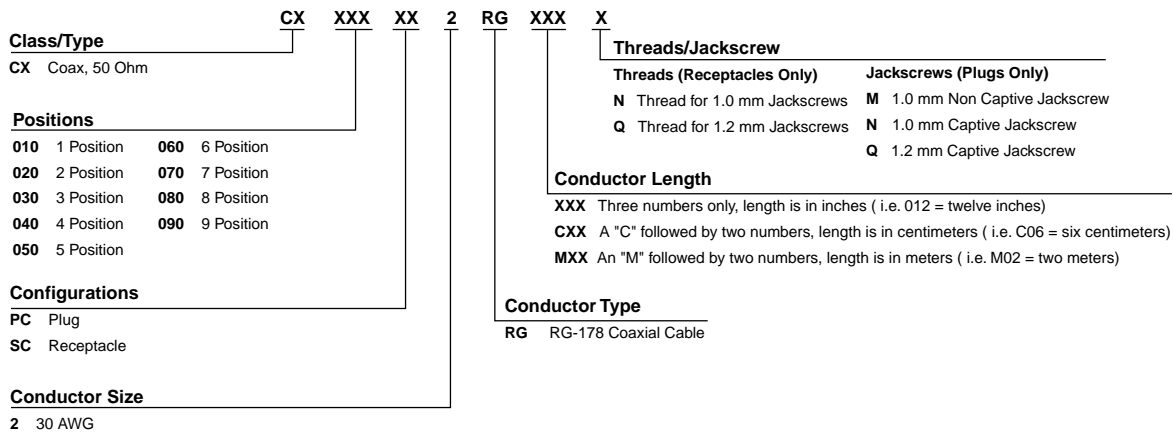 CX XXX XX 2 RG XXX X
Class/Type
CX Coax, 50 Ohm
Positions
010 1 Position 060 6 Position
020 2 Position 070 7 Position
030 3 Position 080 8 Position
040 4 Position 090 9 Position
050 5 Position
Configurations
PC Plug
SC Receptacle
Conductor Size
2 30 AWG
Threads/Jackscrew
Threads (Receptacles Only)
N Thread for 1.0 mm Jackscrews
Q Thread for 1.2 mm Jackscrews
Jackscrews (Plugs Only)
M 1.0 mm Non Captive Jackscrew
N 1.0 mm Captive Jackscrew
Q 1.2 mm Captive Jackscrew
Conductor Length
XXX Three numbers only, length is in inches ( i.e. 012 = twelve inches)
CXX A "C" followed by two numbers, length is in centimeters ( i.e. C06 = six centimeters)
MXX An "M" followed by two numbers, length is in meters ( i.e. M02 = two meters)
Conductor Type
RG RG-178 Coaxial Cable